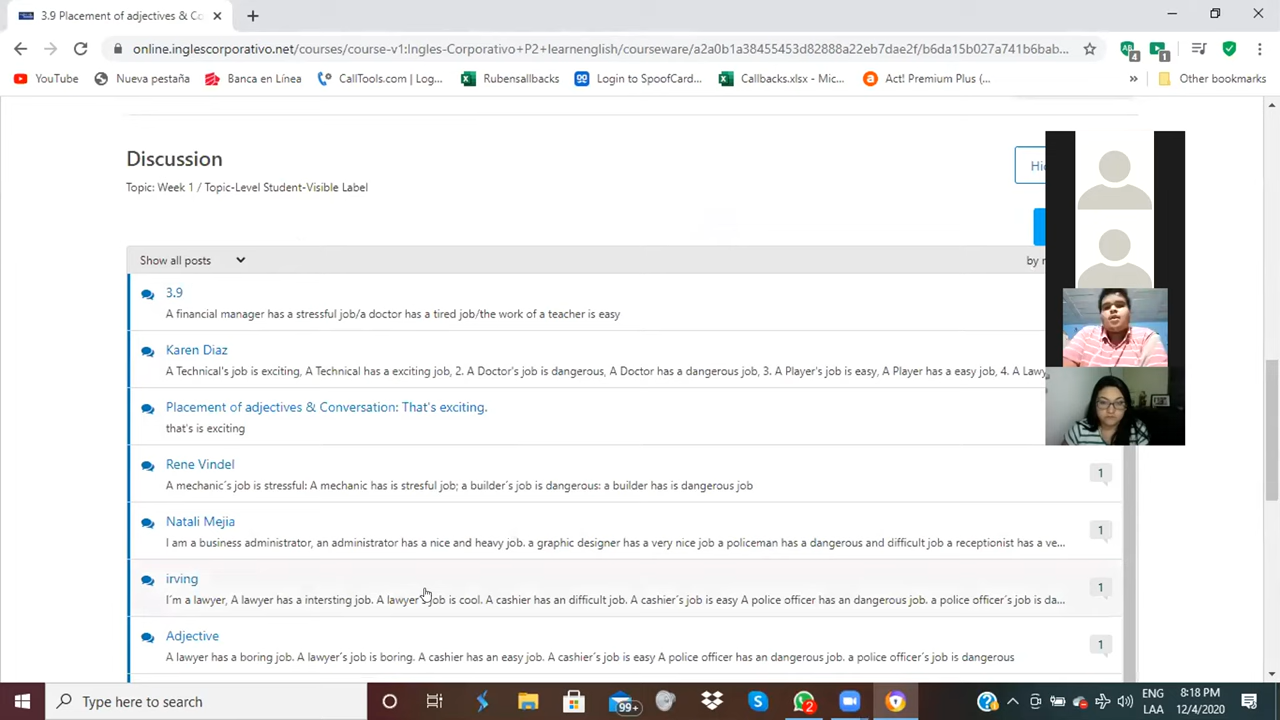 3.9 Placement of adjectives & Co
online.inglescorporativo.net/courses/course-v1:Ingles-Corporativo+P2+learnenglish/courseware/a2a0b1a38455453d82888a22eb7dae2f/b6da15b027a741b6bab...
4
1
YouTube
Nueva pestaña
Banca en Línea
CallTools.com | Log...
Rubensallbacks
Login to SpoofCard...
Callbacks.xlsx - Mic...
Act! Premium Plus (...
»
Other bookmarks
Discussion
Hi
Topic: Week 1 / Topic-Level Student-Visible Label
Show all posts
by
3.9
A financial manager has a stressful job/a doctor has a tired job/the work of a teacher is easy
Karen Diaz
A Technical's job is exciting, A Technical has a exciting job, 2. A Doctor's job is dangerous, A Doctor has a dangerous job, 3. A Player's job is easy, A Player has a easy job, 4. A Lawy
Placement of adjectives & Conversation: That's exciting.
that's is exciting
Rene Vindel
1
A mechanic´s job is stressful: A mechanic has is stresful job; a builder´s job is dangerous: a builder has is dangerous job
Natali Mejia
1
I am a business administrator, an administrator has a nice and heavy job. a graphic designer has a very nice job a policeman has a dangerous and difficult job a receptionist has a ve...
irving
1
I´m a lawyer, A lawyer has a intersting job. A lawyer´s job is cool. A cashier has an difficult job. A cashier´s job is easy A police officer has an dangerous job. a police officer´s job is da...
Adjective
1
A lawyer has a boring job. A lawyer´s job is boring. A cashier has an easy job. A cashier´s job is easy A police officer has an dangerous job. a police officer´s job is dangerous
Type here to search
99+
2
ENG
LAA
8:18 PM
12/4/2020